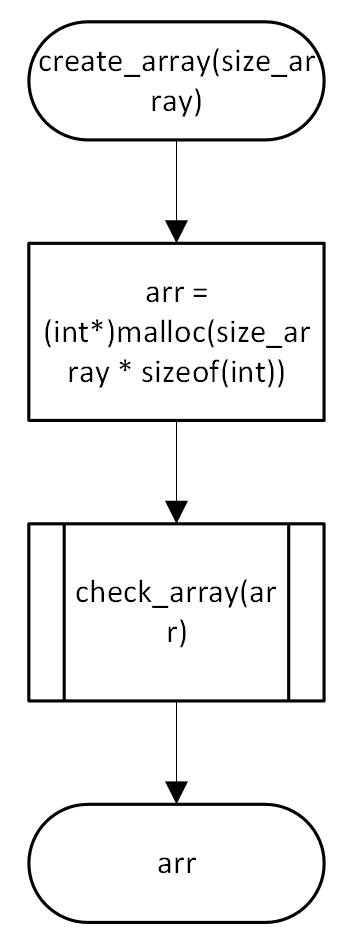 create_array(size_ar
ray)
arr =
(int*)malloc(size_ar
ray * sizeof(int))
check_array(ar
r)
arr